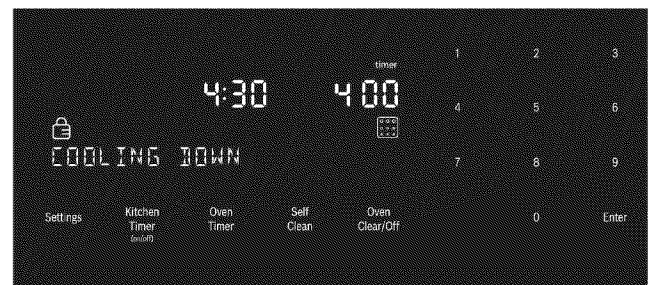 timer
4:30 4 00
COOLING DOWN
Settings
Kitchen Timer (on/off)
Oven Timer
Self Clean
Oven Clear/Off
1 2 3
4 5 6
7 8 9
0 Enter